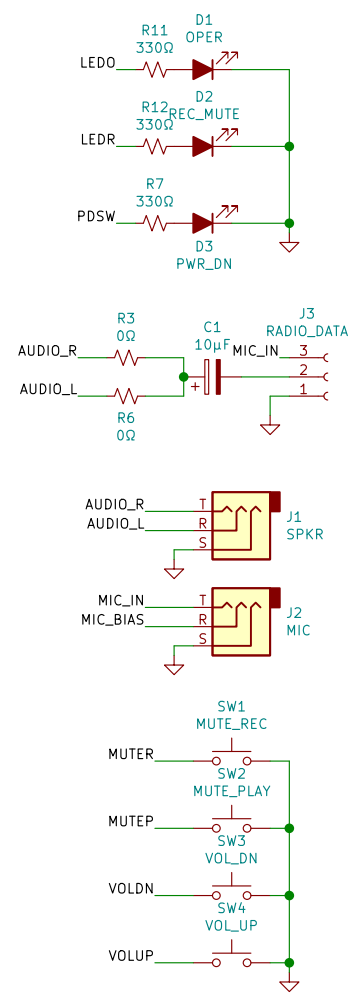 D1
R11 OPER
330Ω
LEDO
D2
R12 REC_MUTE
330Ω
LEDR
R7
330Ω
PDSW
D3
PWR_DN
J3
R3 C1 RADIO_DATA
0Ω 10µF
AUDIO_R MIC_IN 3
2
AUDIO_L + 1
R6
0Ω
AUDIO_R T
AUDIO_L R
S
J1
SPKR
MIC_IN T
MIC_BIAS R
S
J2
MIC
SW1
MUTE_REC
MUTER
SW2
MUTE_PLAY
MUTEP
SW3
VOL_DN
VOLDN
SW4
VOL_UP
VOLUP